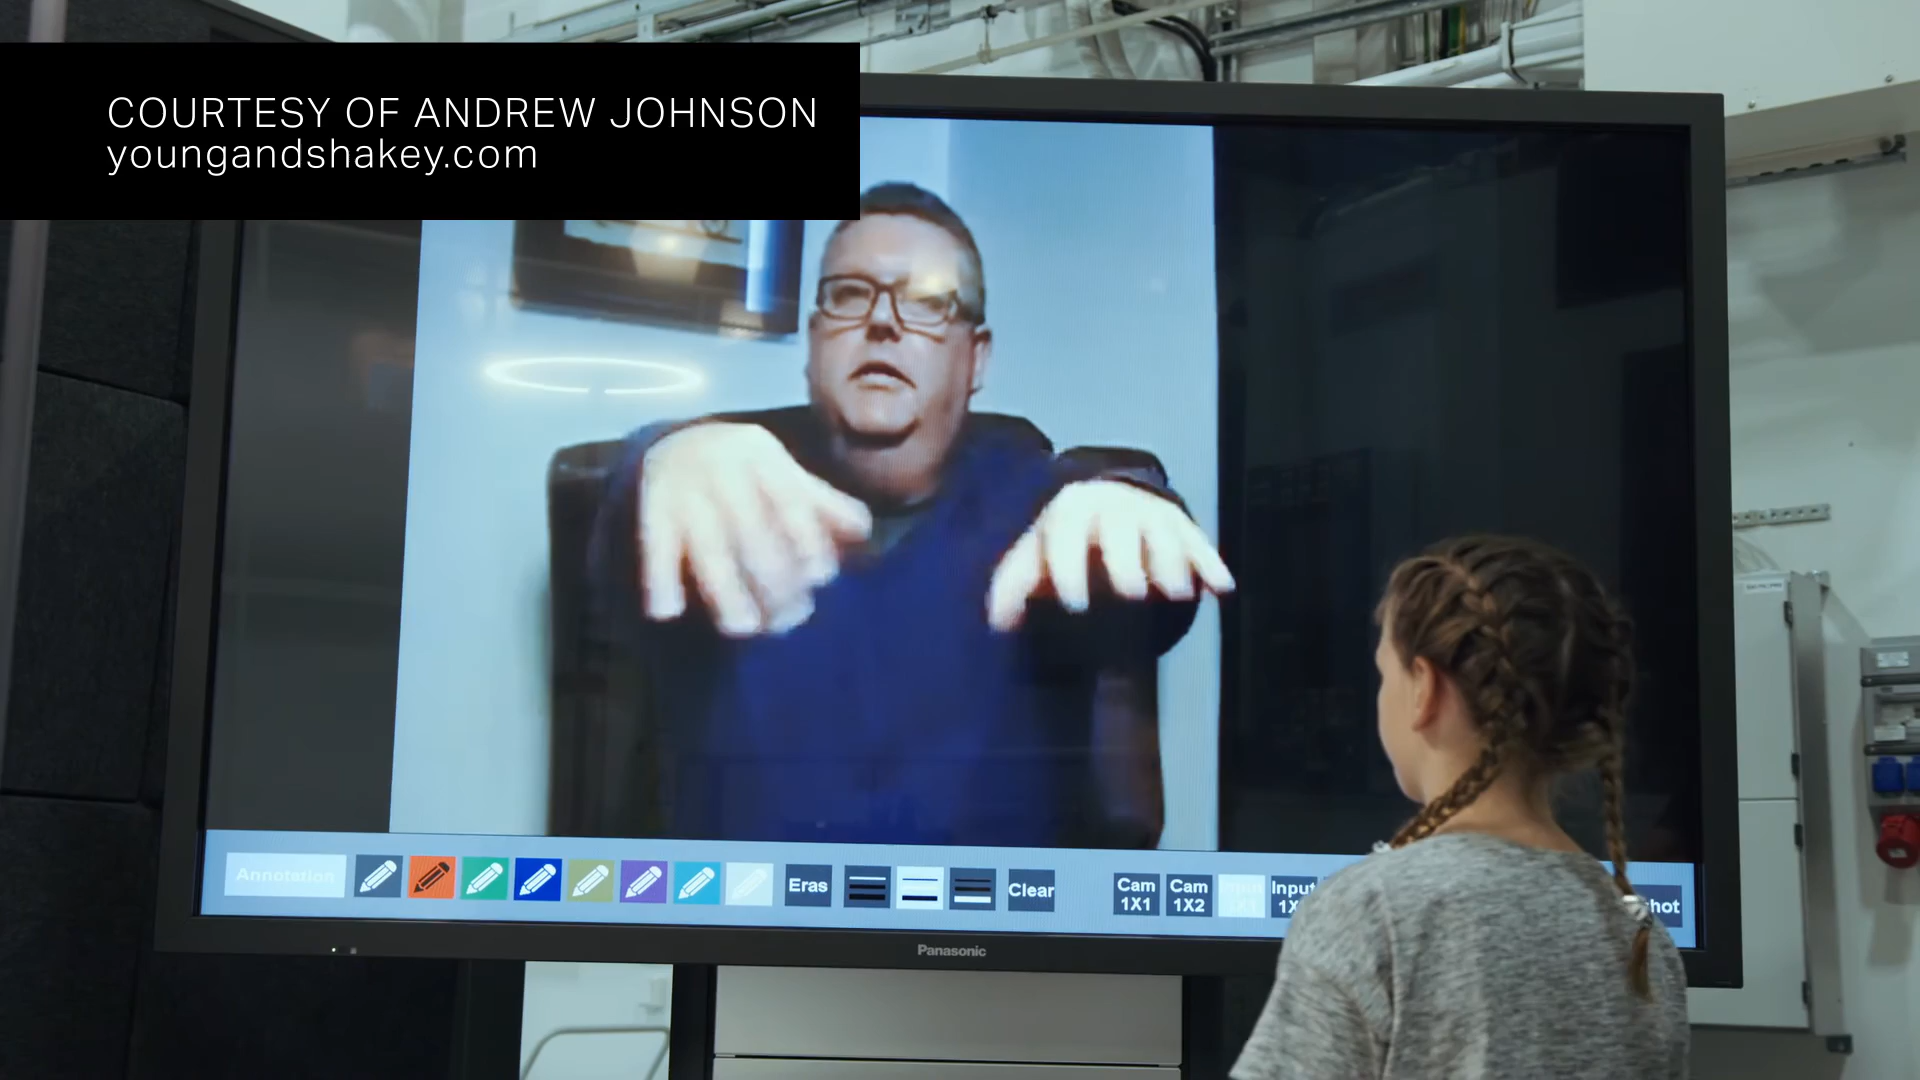 COURTESY OF ANDREW JOHNSON
youngandshakey.com
Annotation
Eras
Clear
Cam
1X1
Cam
1X2
Input
Panasonic